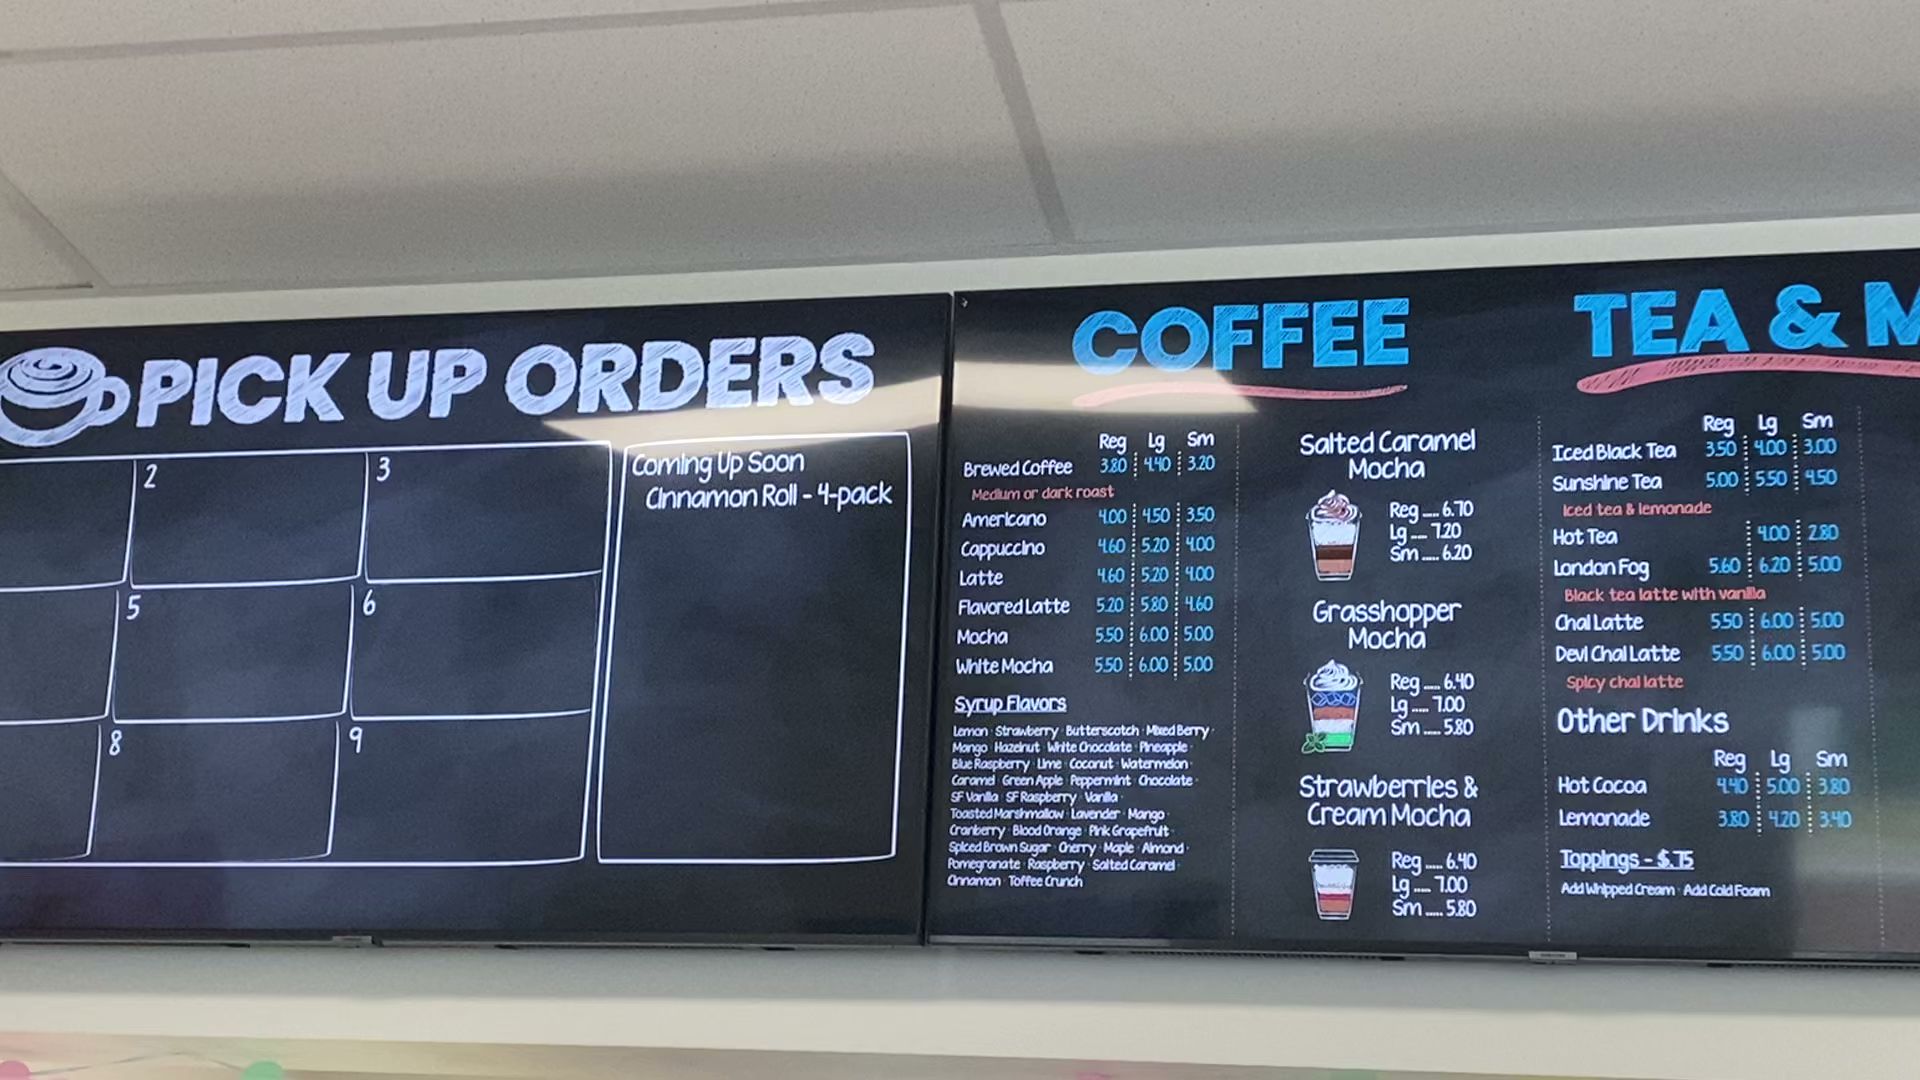 PICK UP ORDERS
2
3
5
6
8
9
Coming Up Soon
Cinnamon Roll - 4-pack
COFFEE
Reg Lg Sm
Brewed Coffee 3.80 4.40 3.20
Medium or dark roast
Americano 4.00 4.50 3.50
Cappuccino 4.60 5.20 4.00
Latte 4.60 5.20 4.00
Flavored Latte 5.20 5.80 4.60
Mocha 5.50 6.00 5.00
White Mocha 5.50 6.00 5.00
Syrup Flavors
Lemon · Strawberry · Butterscotch · Mixed Berry ·
Mango · Hazelnut · White Chocolate · Pineapple ·
Blue Raspberry · Lime · Coconut · Watermelon ·
Caramel · Green Apple · Peppermint · Chocolate ·
SF Vanilla · SF Raspberry · Vanilla ·
Toasted Marshmallow · Lavender · Mango ·
Cranberry · Blood Orange · Pink Grapefruit ·
Spiced Brown Sugar · Cherry · Maple · Almond ·
Pomegranate · Raspberry · Salted Caramel ·
Cinnamon · Toffee Crunch
Salted Caramel
Mocha
Reg ..... 6.70
Lg ..... 7.20
Sm ..... 6.20
Grasshopper
Mocha
Reg ..... 6.40
Lg ..... 7.00
Sm ..... 5.80
Strawberries &
Cream Mocha
Reg ..... 6.40
Lg ..... 7.00
Sm ..... 5.80
TEA & M
Reg Lg Sm
Iced Black Tea 3.50 4.00 3.00
Sunshine Tea 5.00 5.50 4.50
Iced tea & lemonade
Hot Tea 4.00 2.80
London Fog 5.60 6.20 5.00
Black tea latte with vanilla
Chai Latte 5.50 6.00 5.00
Devi Chai Latte 5.50 6.00 5.00
Spicy chai latte
Other Drinks
Reg Lg Sm
Hot Cocoa 4.40 5.00 3.80
Lemonade 3.80 4.20 3.40
Toppings - $.75
Add Whipped Cream · Add Cold Foam